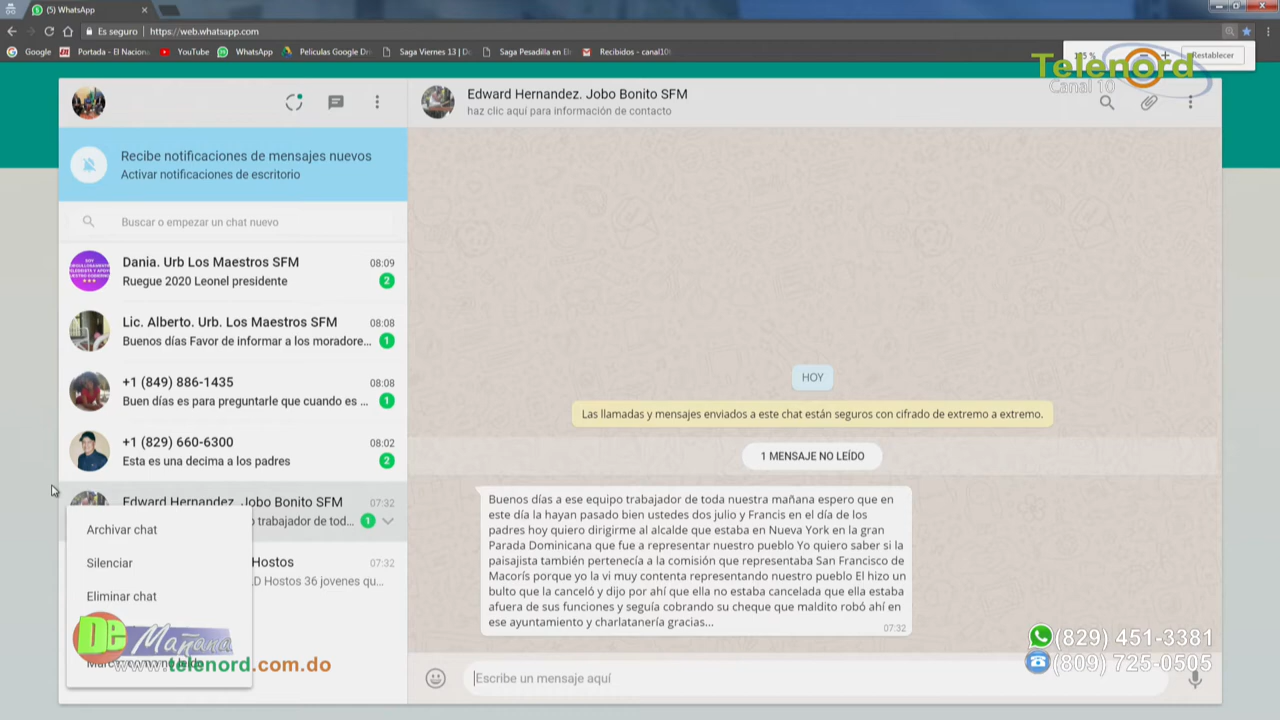 (5) WhatsApp
Es seguro | https://web.whatsapp.com
Google
Portada - El Naciona
YouTube
WhatsApp
Peliculas Google Dri
Saga Viernes 13 | Do
Saga Pesadilla en El
Recibidos - canal10
Restablecer
Telenord
Canal 10
Edward Hernandez. Jobo Bonito SFM
haz clic aquí para información de contacto
Recibe notificaciones de mensajes nuevos
Activar notificaciones de escritorio
Buscar o empezar un chat nuevo
Dania. Urb Los Maestros SFM 08:09
Ruegue 2020 Leonel presidente 2
Lic. Alberto. Urb. Los Maestros SFM 08:08
Buenos días Favor de informar a los moradore... 1
+1 (849) 886-1435 08:08
Buen días es para preguntarle que cuando es ... 1
+1 (829) 660-6300 08:02
Esta es una decima a los padres 2
Edward Hernandez. Jobo Bonito SFM 07:32
trabajador de tod... 1
Hostos 07:32
D Hostos 36 jovenes qu...
Archivar chat
Silenciar
Eliminar chat
De Mañana
www.telenord.com.do
HOY
Las llamadas y mensajes enviados a este chat están seguros con cifrado de extremo a extremo.
1 MENSAJE NO LEÍDO
Buenos días a ese equipo trabajador de toda nuestra mañana espero que en
este día la hayan pasado bien ustedes dos julio y Francis en el día de los
padres hoy quiero dirigirme al alcalde que estaba en Nueva York en la gran
Parada Dominicana que fue a representar nuestro pueblo Yo quiero saber si la
paisajista también pertenecía a la comisión que representaba San Francisco de
Macorís porque yo la vi muy contenta representando nuestro pueblo El hizo un
bulto que la canceló y dijo por ahí que ella no estaba cancelada que ella estaba
afuera de sus funciones y seguía cobrando su cheque que maldito robó ahí en
ese ayuntamiento y charlatanería gracias...
07:32
(829) 451-3381
(809) 725-0505
Escribe un mensaje aquí